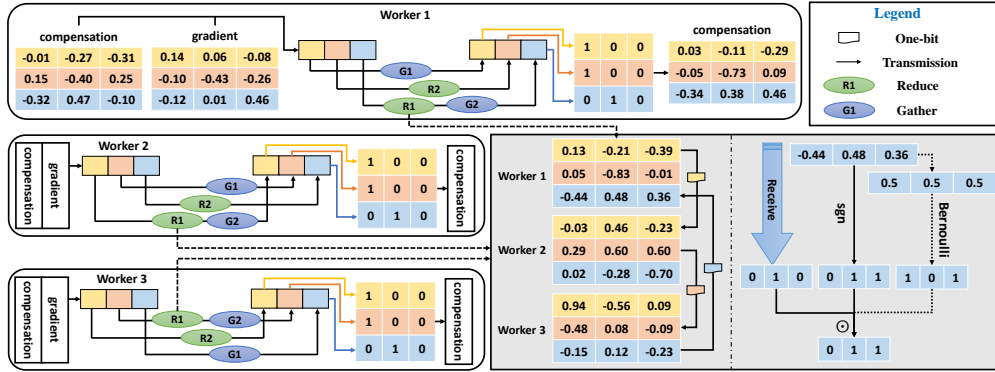 Worker 1
compensation
gradient
-0.01 -0.27 -0.31
0.15 -0.40 0.25
-0.32 0.47 -0.10
0.14 0.06 -0.08
-0.10 -0.43 -0.26
-0.12 0.01 0.46
G1
R2
R1
G2
1 0 0
1 0 0
0 1 0
compensation
0.03 -0.11 -0.29
-0.05 -0.73 0.09
-0.34 0.38 0.46
Legend
One-bit
Transmission
R1 Reduce
G1 Gather
Worker 2
compensation
gradient
G1
R2
R1
G2
1 0 0
1 0 0
0 1 0
compensation
Worker 3
compensation
gradient
R1
G2
R2
G1
1 0 0
1 0 0
0 1 0
compensation
Worker 1
0.13 -0.21 -0.39
0.05 -0.83 -0.01
-0.44 0.48 0.36
Worker 2
-0.03 0.46 -0.23
0.29 0.60 0.60
0.02 -0.28 -0.70
Worker 3
0.94 -0.56 0.09
-0.48 0.08 -0.09
-0.15 0.12 -0.23
-0.44 0.48 0.36
0.5 0.5 0.5
Receive
sgn
Bernoulli
0 1 0
0 1 1
1 0 1
⊙
0 1 1